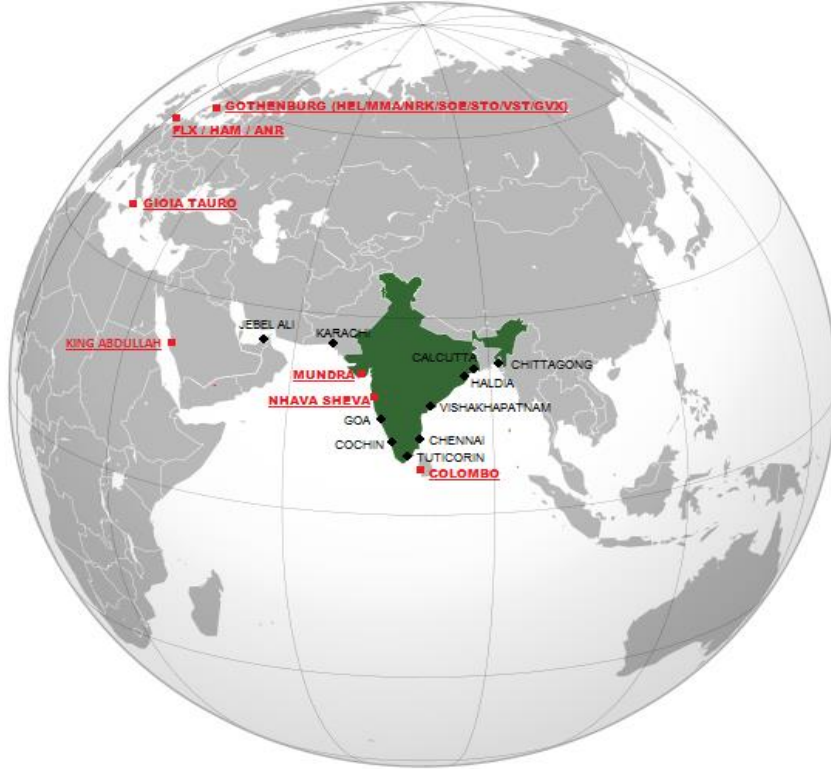 GOTHENBURG (HEL/MMA/NRK/SOE/STO/VST/GVX)
FLX / HAM / ANR
GIOIA TAURO
JEBEL ALI
KARACHI
KING ABDULLAH
CALCUTTA
CHITTAGONG
MUNDRA
HALDIA
NHAVA SHEVA
VISHAKHAPATNAM
GOA
CHENNAI
COCHIN
TUTICORIN
COLOMBO